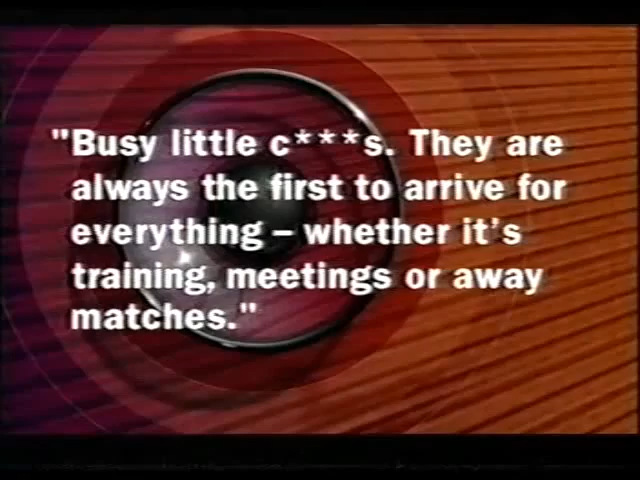 "Busy little c***s. They are
always the first to arrive for
everything – whether it's
training, meetings or away
matches."